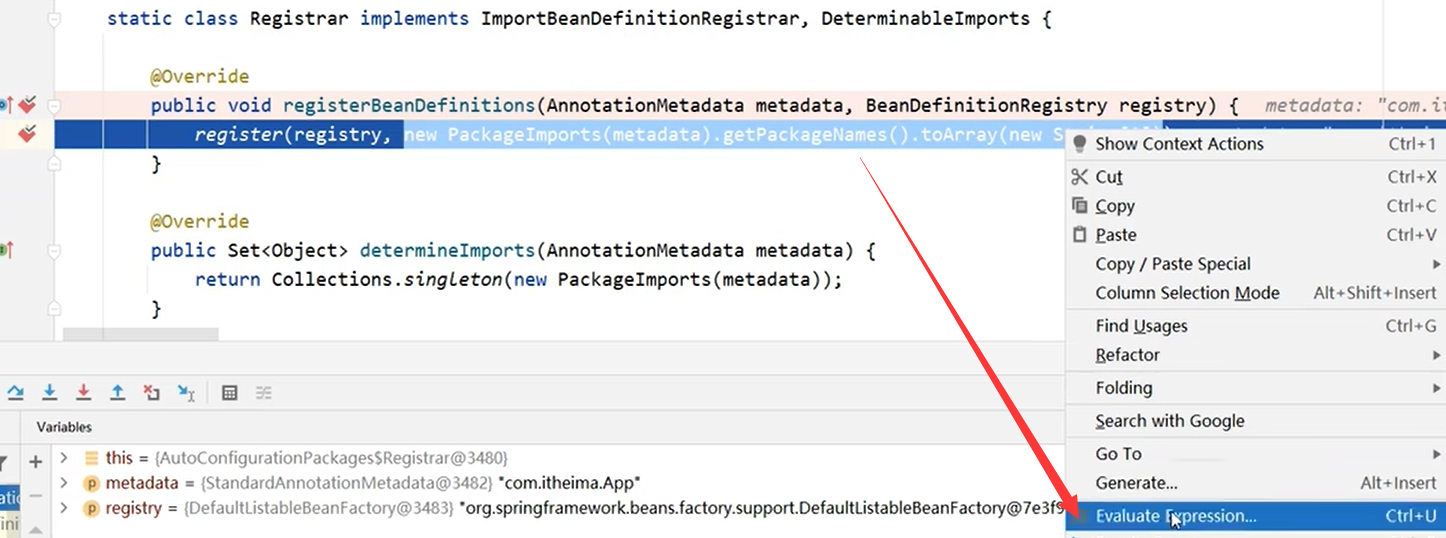 static class Registrar implements ImportBeanDefinitionRegistrar, DeterminableImports {
@Override
public void registerBeanDefinitions(AnnotationMetadata metadata, BeanDefinitionRegistry registry) { metadata: "com.it
register(registry, new PackageImports(metadata).getPackageNames().toArray(new S
}
@Override
public Set<Object> determineImports(AnnotationMetadata metadata) {
return Collections.singleton(new PackageImports(metadata));
}
Show Context Actions Ctrl+1
Cut Ctrl+X
Copy Ctrl+C
Paste Ctrl+V
Copy / Paste Special
Column Selection Mode Alt+Shift+Insert
Find Usages Ctrl+G
Refactor
Folding
Search with Google
Go To
Generate... Alt+Insert
Evaluate Expression... Ctrl+U
Variables
this = {AutoConfigurationPackages$Registrar@3480}
metadata = {StandardAnnotationMetadata@3482} "com.itheima.App"
registry = {DefaultListableBeanFactory@3483} "org.springframework.beans.factory.support.DefaultListableBeanFactory@7e3f9